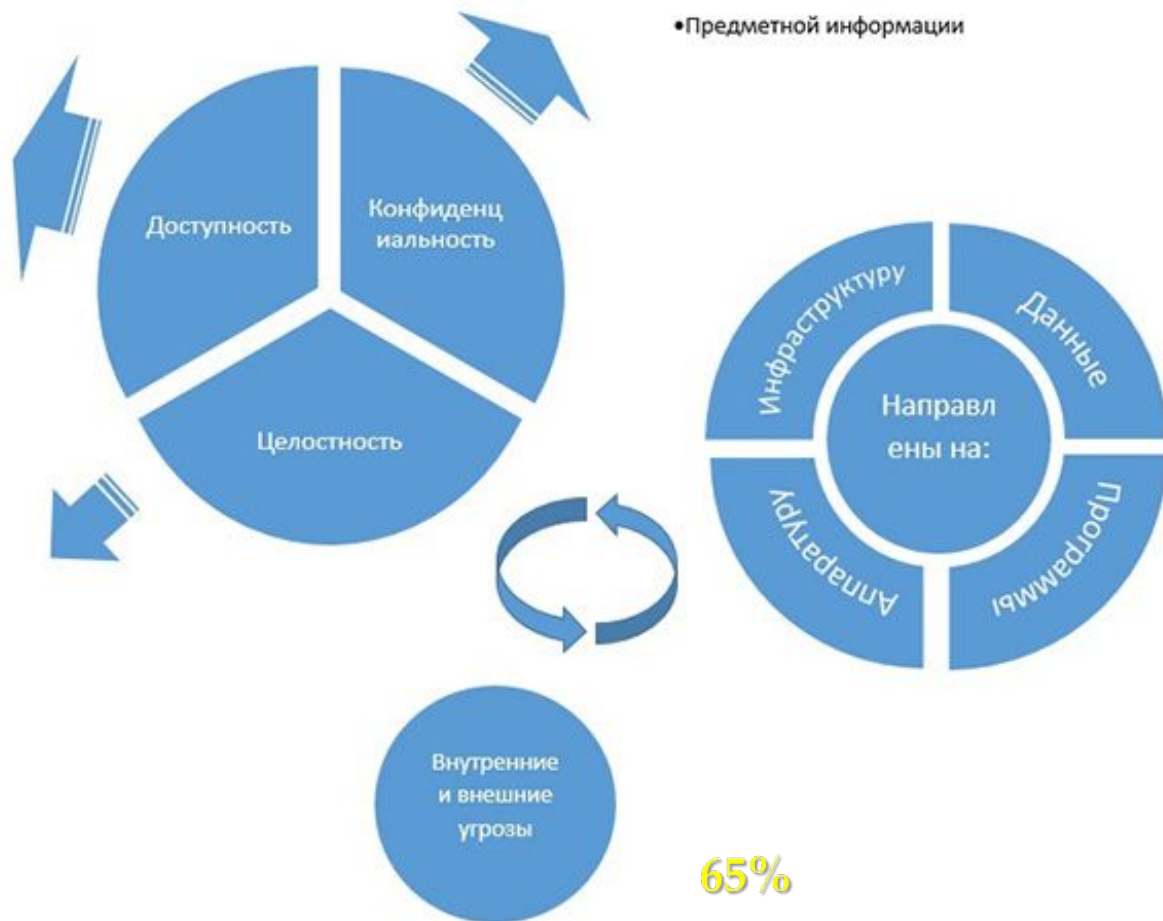 •Предметной информации
Доступность
Конфиденц
иальность
Целостность
Инфраструктуру
Данные
Направл
ены на:
Аппаратуру
Программы
Внутренние
и внешние
угрозы
65%